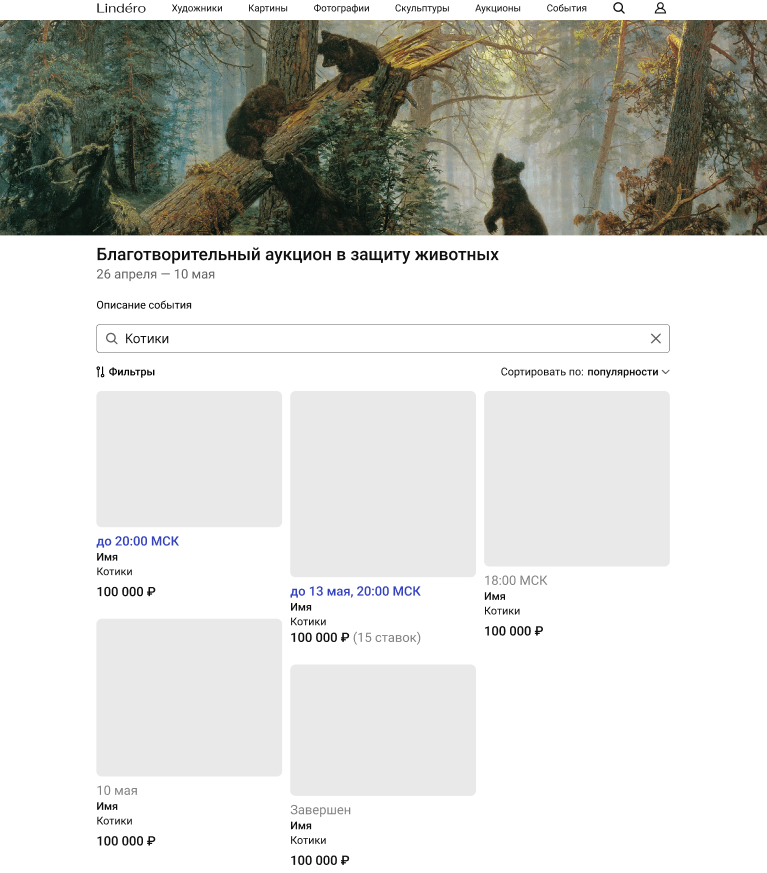 Lindéro Художники Картины Фотографии Скульптуры Аукционы События
Благотворительный аукцион в защиту животных
26 апреля — 10 мая
Описание события
Котики
Фильтры
Сортировать по: популярности
до 20:00 МСК
Имя
Котики
100 000 ₽
до 13 мая, 20:00 МСК
Имя
Котики
100 000 ₽ (15 ставок)
18:00 МСК
Имя
Котики
100 000 ₽
10 мая
Имя
Котики
100 000 ₽
Завершен
Имя
Котики
100 000 ₽